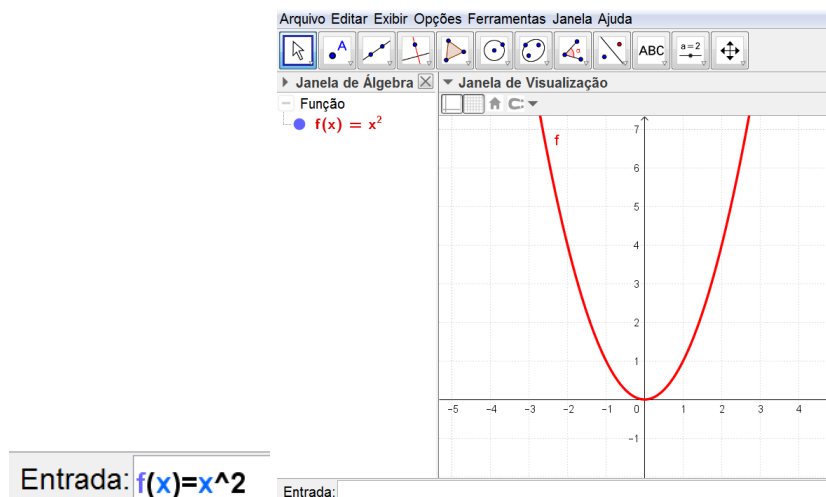 Arquivo Editar Exibir Opções Ferramentas Janela Ajuda
A
α
ABC
a=2
Janela de Álgebra
Janela de Visualização
Função
f(x) = x²
f
7
6
5
4
3
2
1
-5 -4 -3 -2 -1 0 1 2 3 4
-1
Entrada: f(x)=x^2
Entrada: